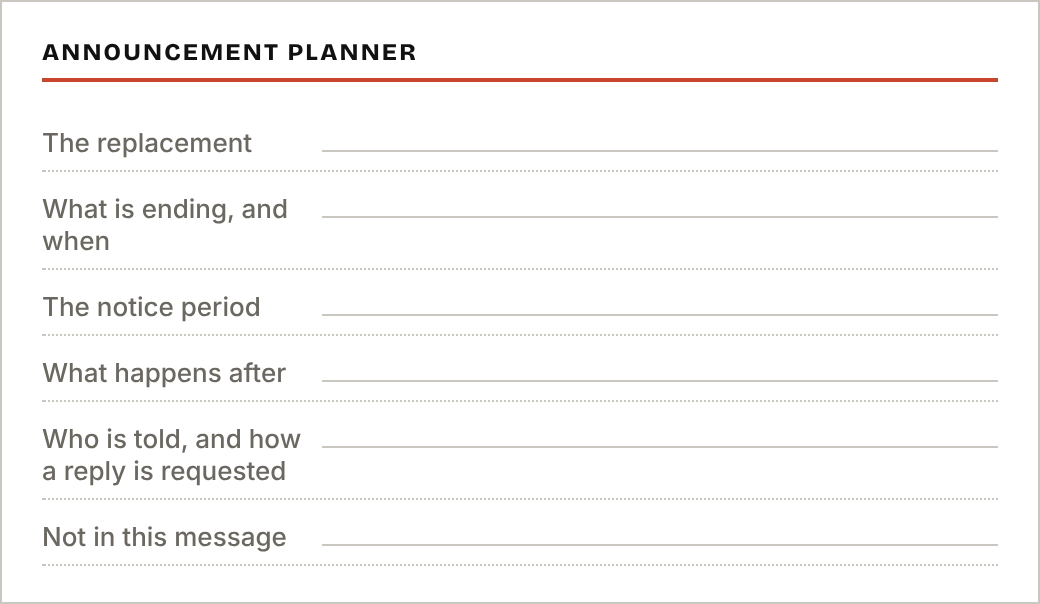 ANNOUNCEMENT PLANNER
The replacement
What is ending, and
when
The notice period
What happens after
Who is told, and how
a reply is requested
Not in this message